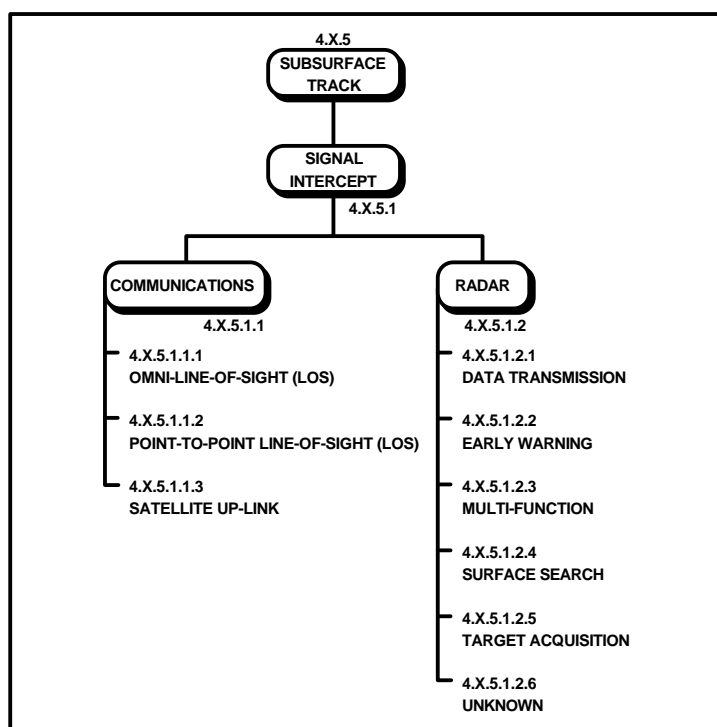 4.X.5
SUBSURFACE
TRACK
SIGNAL
INTERCEPT
4.X.5.1
COMMUNICATIONS
4.X.5.1.1
4.X.5.1.1.1
OMNI-LINE-OF-SIGHT (LOS)
4.X.5.1.1.2
POINT-TO-POINT LINE-OF-SIGHT (LOS)
4.X.5.1.1.3
SATELLITE UP-LINK
RADAR
4.X.5.1.2
4.X.5.1.2.1
DATA TRANSMISSION
4.X.5.1.2.2
EARLY WARNING
4.X.5.1.2.3
MULTI-FUNCTION
4.X.5.1.2.4
SURFACE SEARCH
4.X.5.1.2.5
TARGET ACQUISITION
4.X.5.1.2.6
UNKNOWN